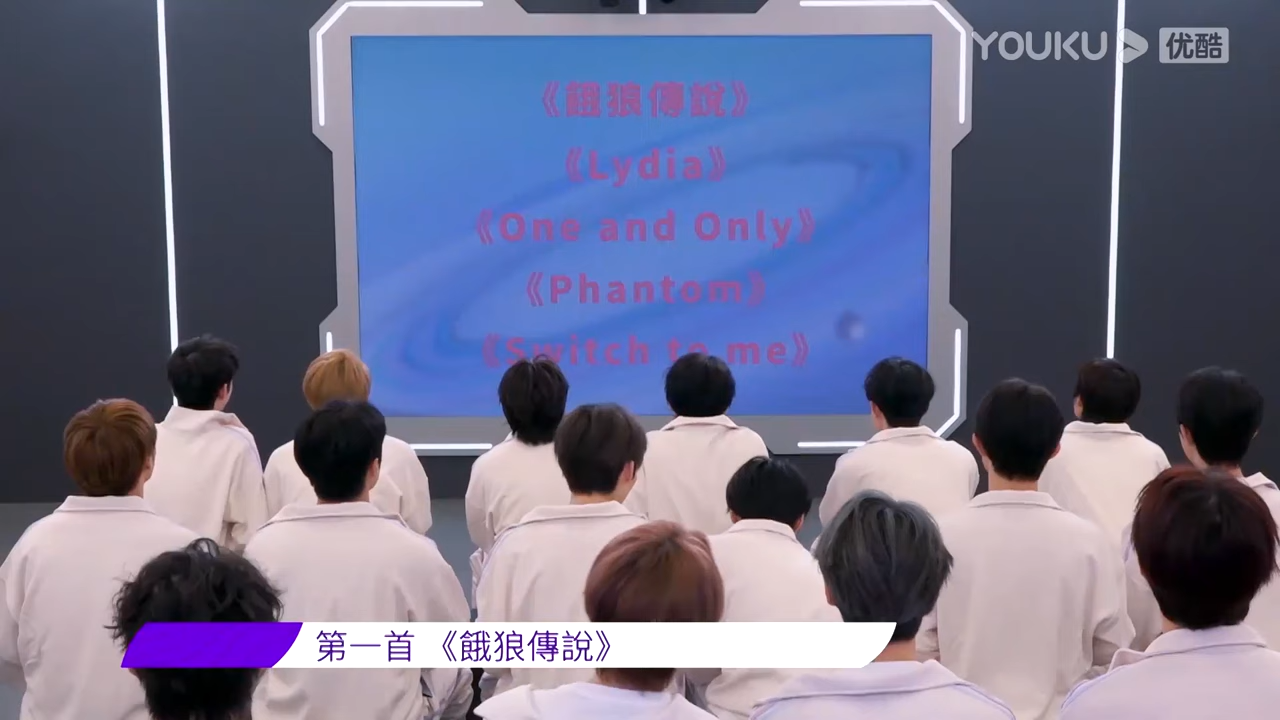 YOUKU 优酷
《餓狼傳說》
《Lydia》
《One and Only》
《Phantom》
《Switch to me》
第一首 《餓狼傳說》